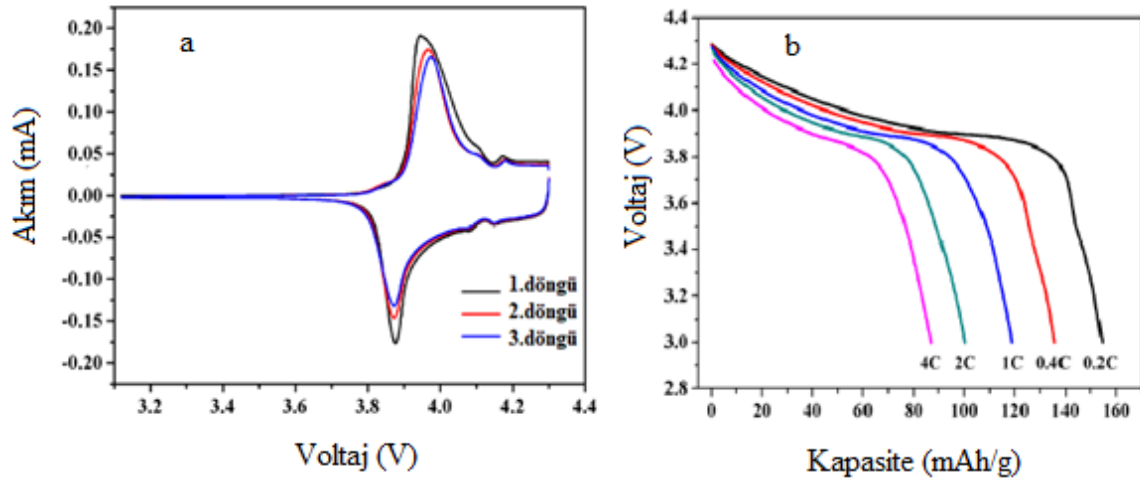 a
0.20
0.15
0.10
0.05
0.00
-0.05
-0.10
-0.15
-0.20
Akım (mA)
1.döngü
2.döngü
3.döngü
3.2 3.4 3.6 3.8 4.0 4.2 4.4
Voltaj (V)
b
4.4
4.2
4.0
3.8
3.6
3.4
3.2
3.0
2.8
Voltaj (V)
4C 2C 1C 0.4C 0.2C
0 20 40 60 80 100 120 140 160
Kapasite (mAh/g)